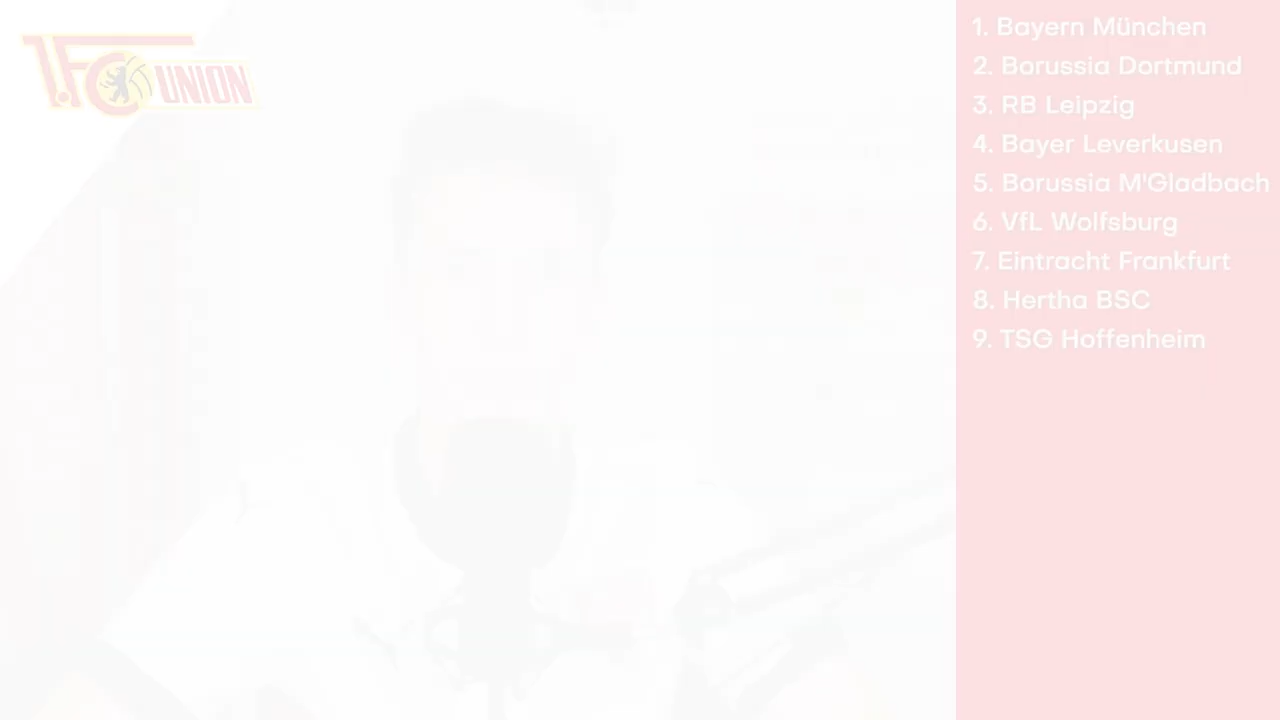 1. FC UNION
1. Bayern München
2. Borussia Dortmund
3. RB Leipzig
4. Bayer Leverkusen
5. Borussia M'Gladbach
6. VfL Wolfsburg
7. Eintracht Frankfurt
8. Hertha BSC
9. TSG Hoffenheim